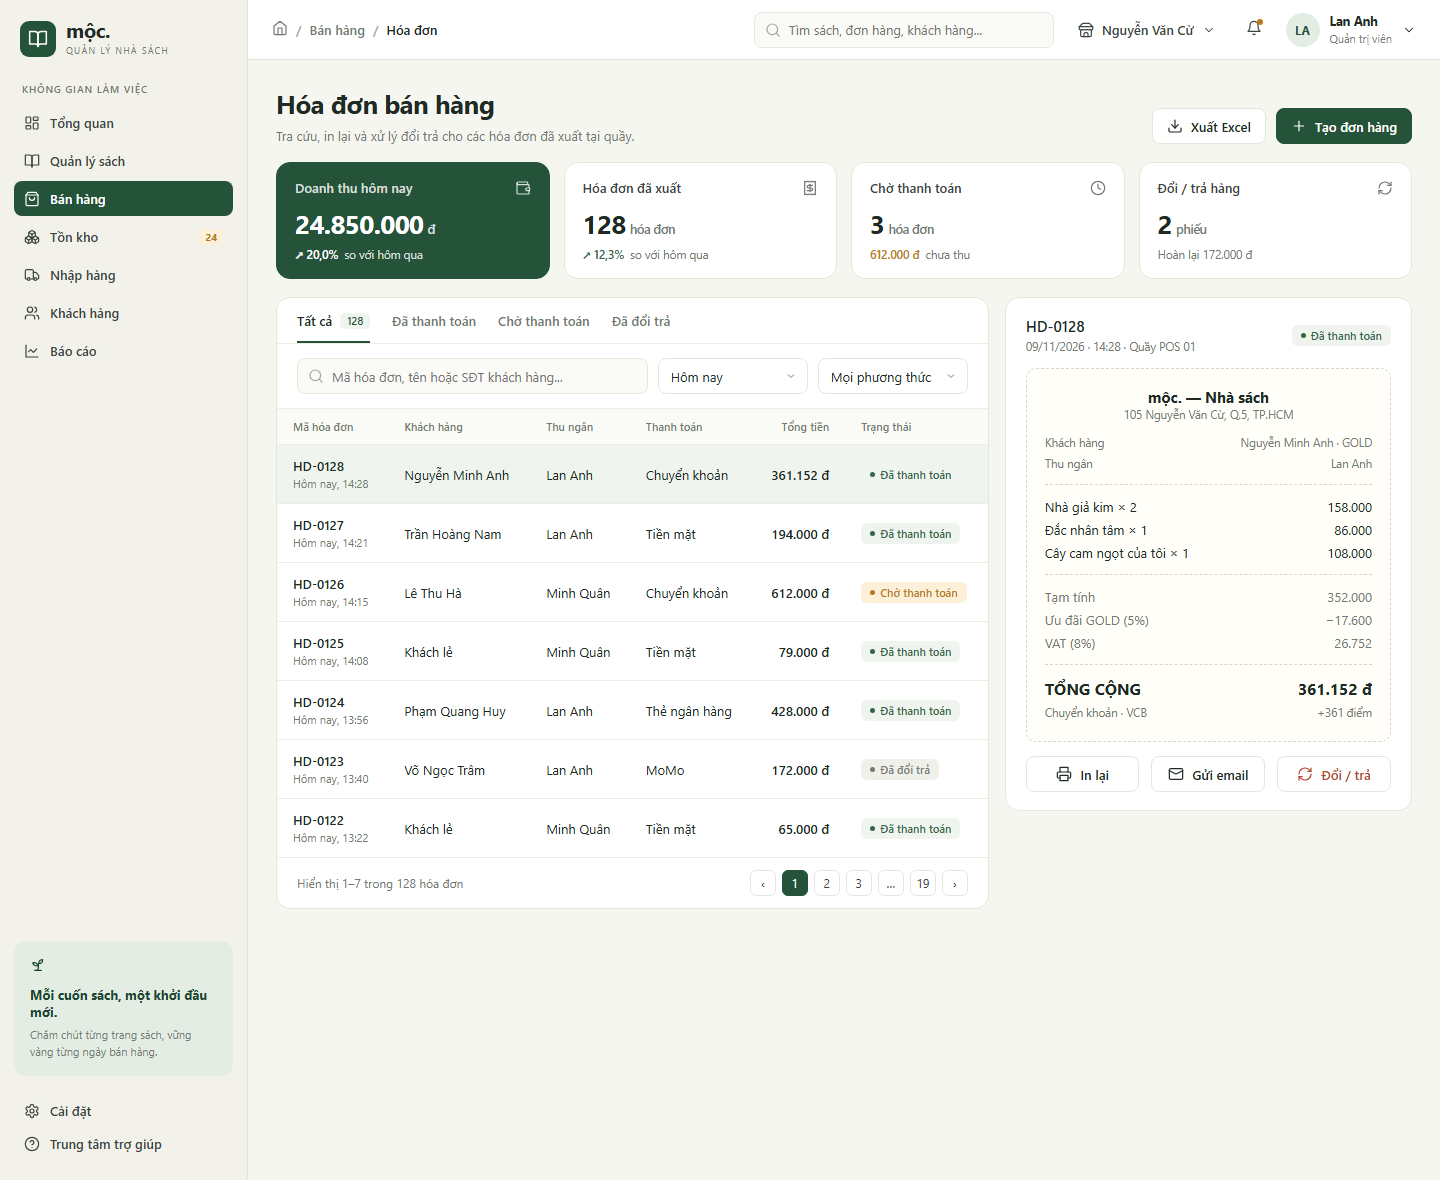 mộc.
QUẢN LÝ NHÀ SÁCH
KHÔNG GIAN LÀM VIỆC
Tổng quan
Quản lý sách
Bán hàng
Tồn kho 24
Nhập hàng
Khách hàng
Báo cáo
Mỗi cuốn sách, một khởi đầu mới.
Chăm chút từng trang sách, vững
vàng từng ngày bán hàng.
Cài đặt
Trung tâm trợ giúp
/ Bán hàng / Hóa đơn
Tìm sách, đơn hàng, khách hàng...
Nguyễn Văn Cừ
LA
Lan Anh
Quản trị viên
Hóa đơn bán hàng
Tra cứu, in lại và xử lý đổi trả cho các hóa đơn đã xuất tại quầy.
Xuất Excel
Tạo đơn hàng
Doanh thu hôm nay
24.850.000 đ
↗ 20,0% so với hôm qua
Hóa đơn đã xuất
128 hóa đơn
↗ 12,3% so với hôm qua
Chờ thanh toán
3 hóa đơn
612.000 đ chưa thu
Đổi / trả hàng
2 phiếu
Hoàn lại 172.000 đ
Tất cả 128 Đã thanh toán Chờ thanh toán Đã đổi trả
Mã hóa đơn, tên hoặc SĐT khách hàng...
Hôm nay
Mọi phương thức
Mã hóa đơn Khách hàng Thu ngân Thanh toán Tổng tiền Trạng thái
HD-0128 Nguyễn Minh Anh Lan Anh Chuyển khoản 361.152 đ Đã thanh toán
Hôm nay, 14:28
HD-0127 Trần Hoàng Nam Lan Anh Tiền mặt 194.000 đ Đã thanh toán
Hôm nay, 14:21
HD-0126 Lê Thu Hà Minh Quân Chuyển khoản 612.000 đ Chờ thanh toán
Hôm nay, 14:15
HD-0125 Khách lẻ Minh Quân Tiền mặt 79.000 đ Đã thanh toán
Hôm nay, 14:08
HD-0124 Phạm Quang Huy Lan Anh Thẻ ngân hàng 428.000 đ Đã thanh toán
Hôm nay, 13:56
HD-0123 Võ Ngọc Trâm Lan Anh MoMo 172.000 đ Đã đổi trả
Hôm nay, 13:40
HD-0122 Khách lẻ Minh Quân Tiền mặt 65.000 đ Đã thanh toán
Hôm nay, 13:22
Hiển thị 1–7 trong 128 hóa đơn
‹ 1 2 3 ... 19 ›
HD-0128
09/11/2026 · 14:28 · Quầy POS 01
Đã thanh toán
mộc. — Nhà sách
105 Nguyễn Văn Cừ, Q.5, TP.HCM
Khách hàng Nguyễn Minh Anh · GOLD
Thu ngân Lan Anh
Nhà giả kim × 2 158.000
Đắc nhân tâm × 1 86.000
Cây cam ngọt của tôi × 1 108.000
Tạm tính 352.000
Ưu đãi GOLD (5%) −17.600
VAT (8%) 26.752
TỔNG CỘNG 361.152 đ
Chuyển khoản · VCB +361 điểm
In lại
Gửi email
Đổi / trả